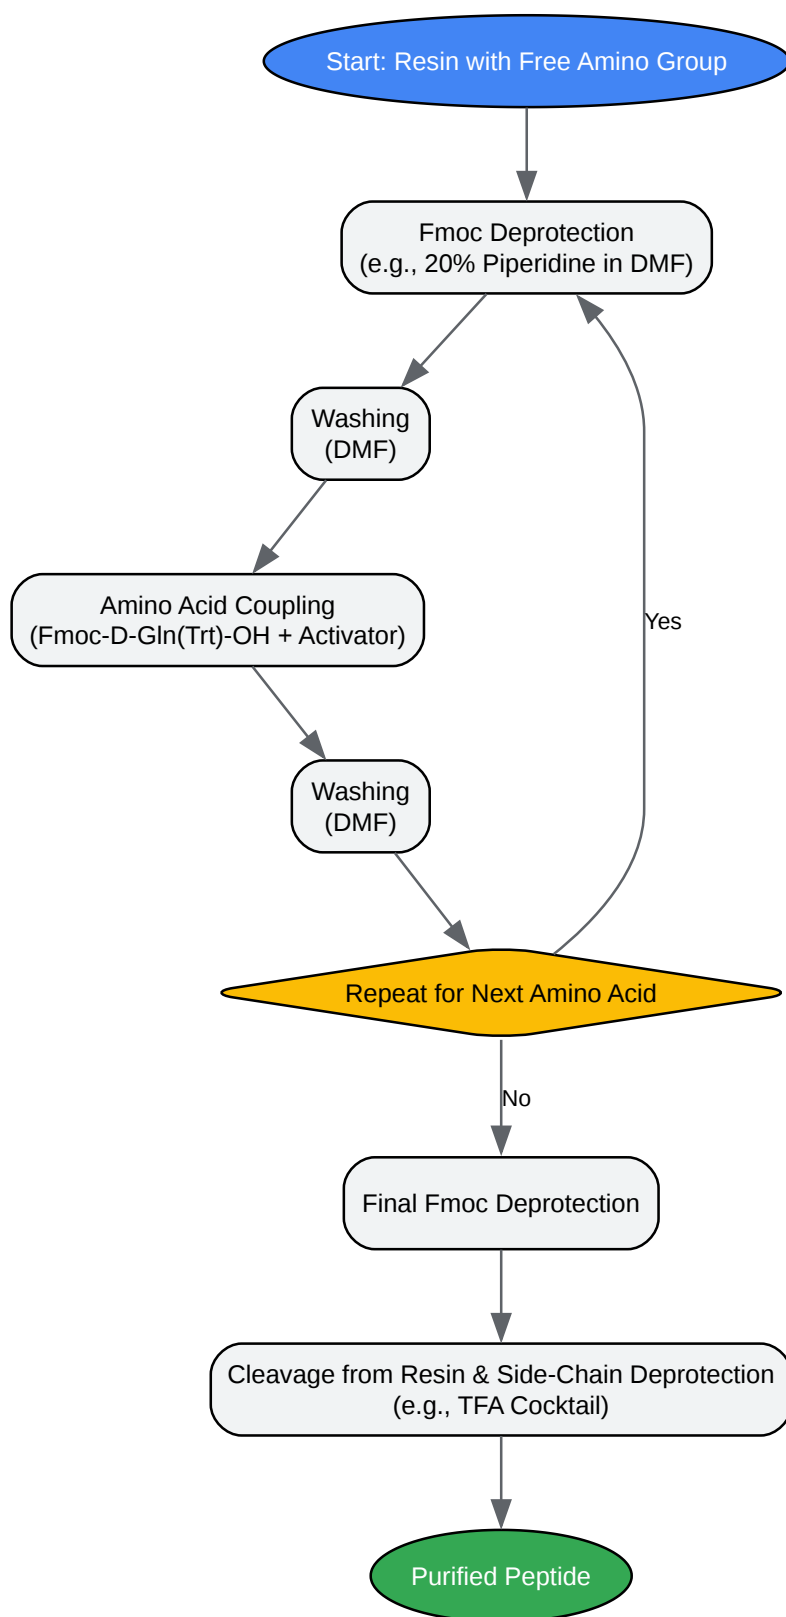 Start: Resin with Free Amino Group
Fmoc Deprotection
(e.g., 20% Piperidine in DMF)
Washing
(DMF)
Amino Acid Coupling
(Fmoc-D-Gln(Trt)-OH + Activator)
Yes
Washing
(DMF)
Repeat for Next Amino Acid
No
Final Fmoc Deprotection
Cleavage from Resin & Side-Chain Deprotection
(e.g., TFA Cocktail)
Purified Peptide